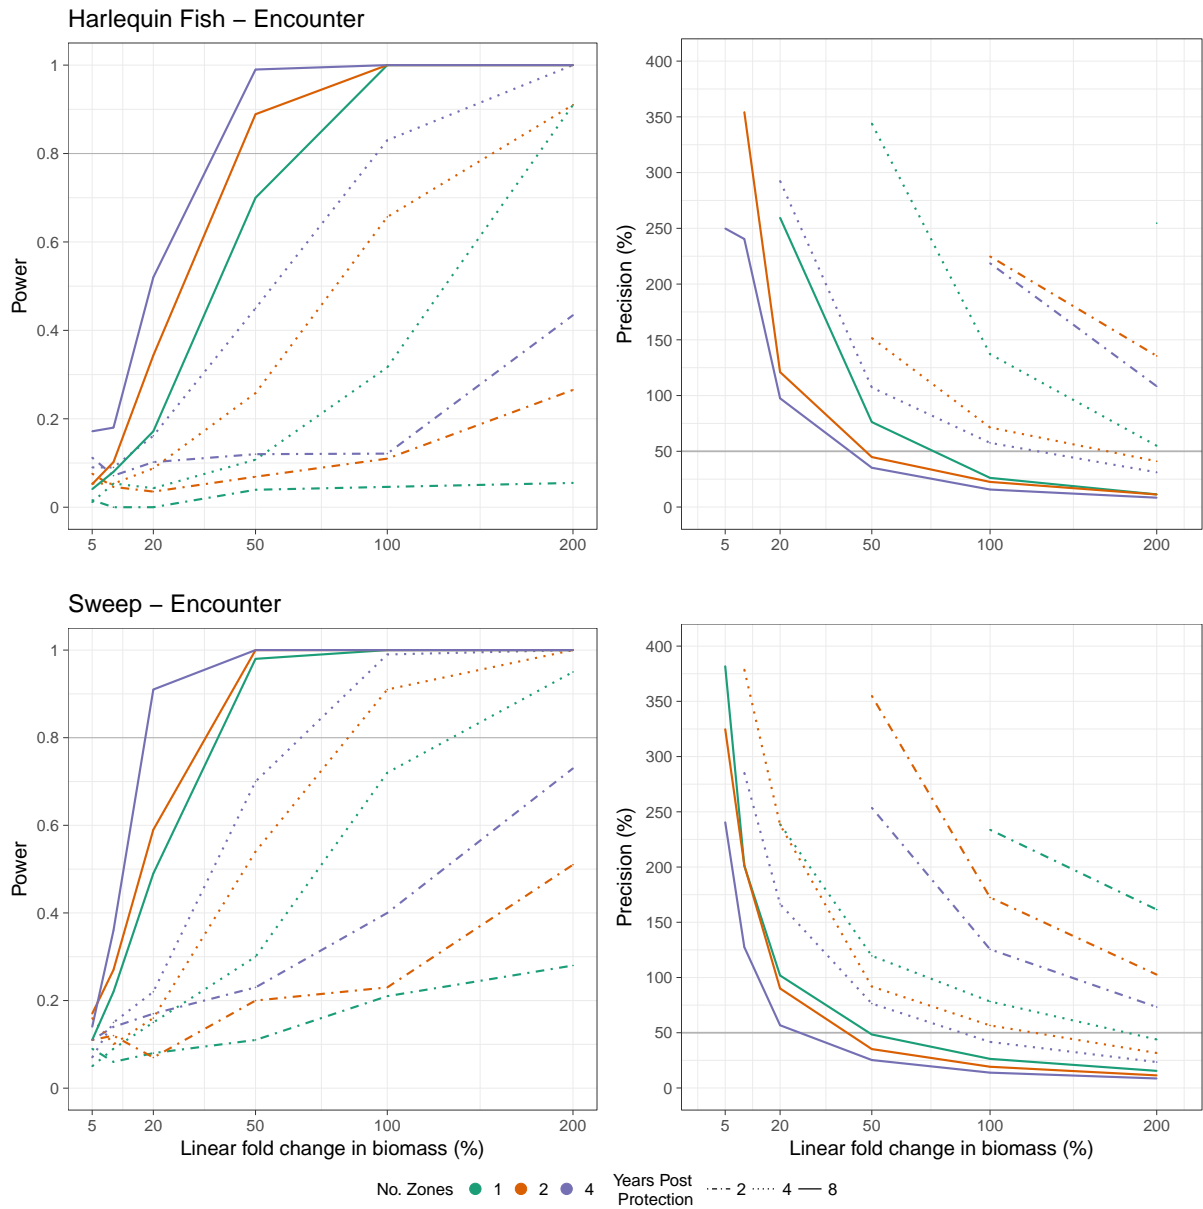 Harlequin Fish – Encounter
Power
1
0.8
0.6
0.4
0.2
0
5 20 50 100 200
Precision (%)
400
350
300
250
200
150
100
50
0
5 20 50 100 200
Sweep – Encounter
Power
1
0.8
0.6
0.4
0.2
0
5 20 50 100 200
Linear fold change in biomass (%)
Precision (%)
400
350
300
250
200
150
100
50
0
5 20 50 100 200
Linear fold change in biomass (%)
No. Zones 1 2 4
Years Post
Protection
2 4 8